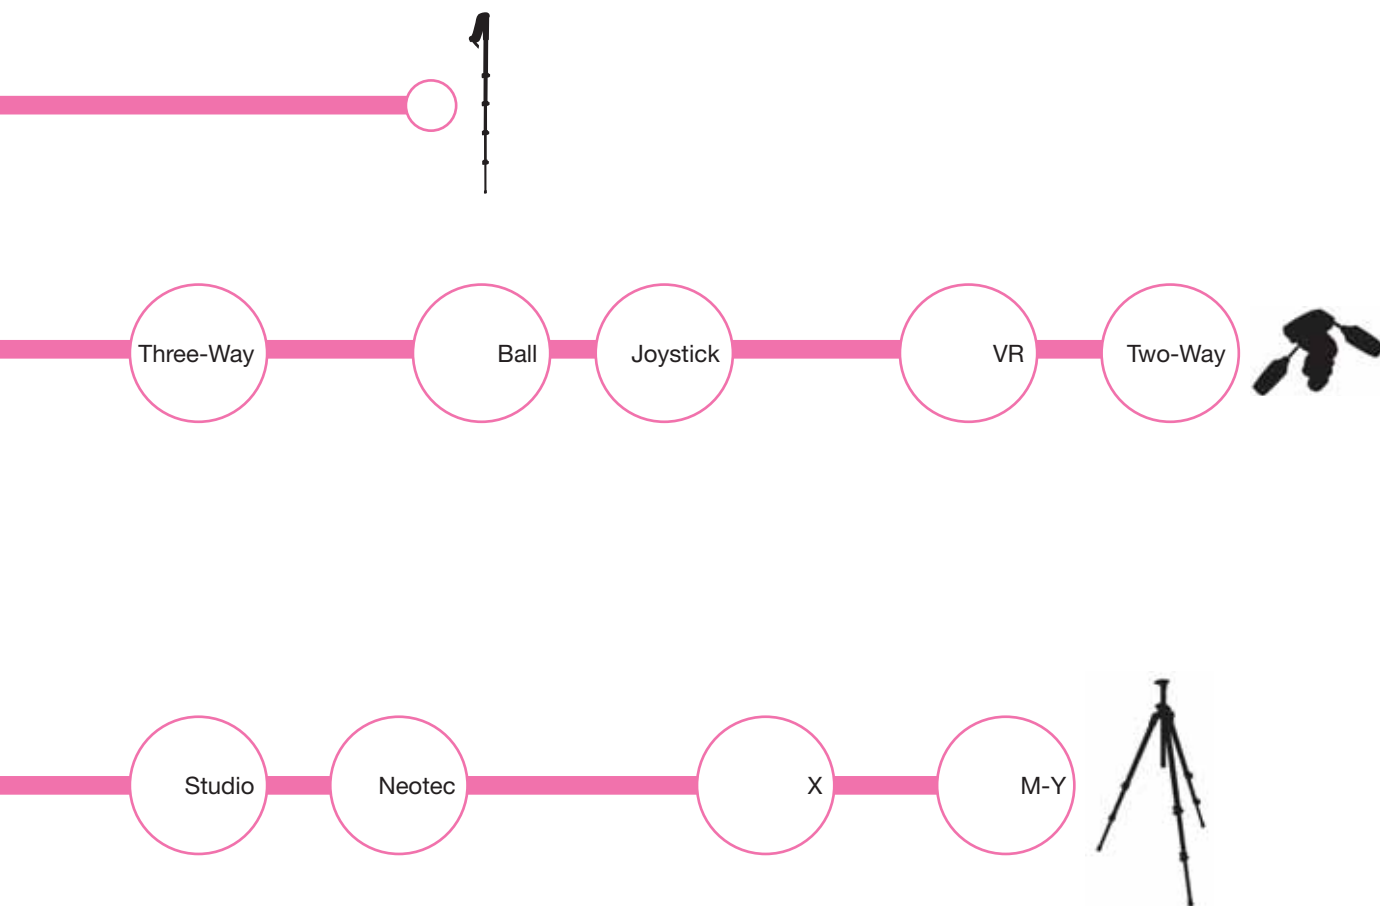 Three-Way
Ball
Joystick
VR
Two-Way
Studio
Neotec
X
M-Y